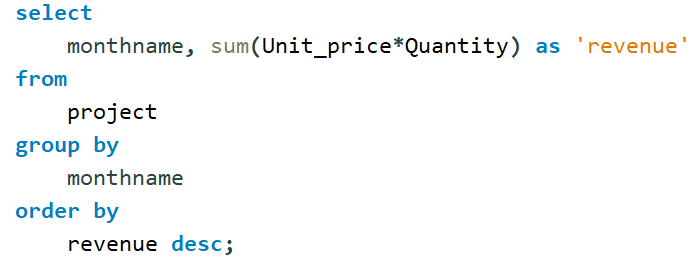 select
monthname, sum(Unit_price*Quantity) as 'revenue'
from
project
group by
monthname
order by
revenue desc;